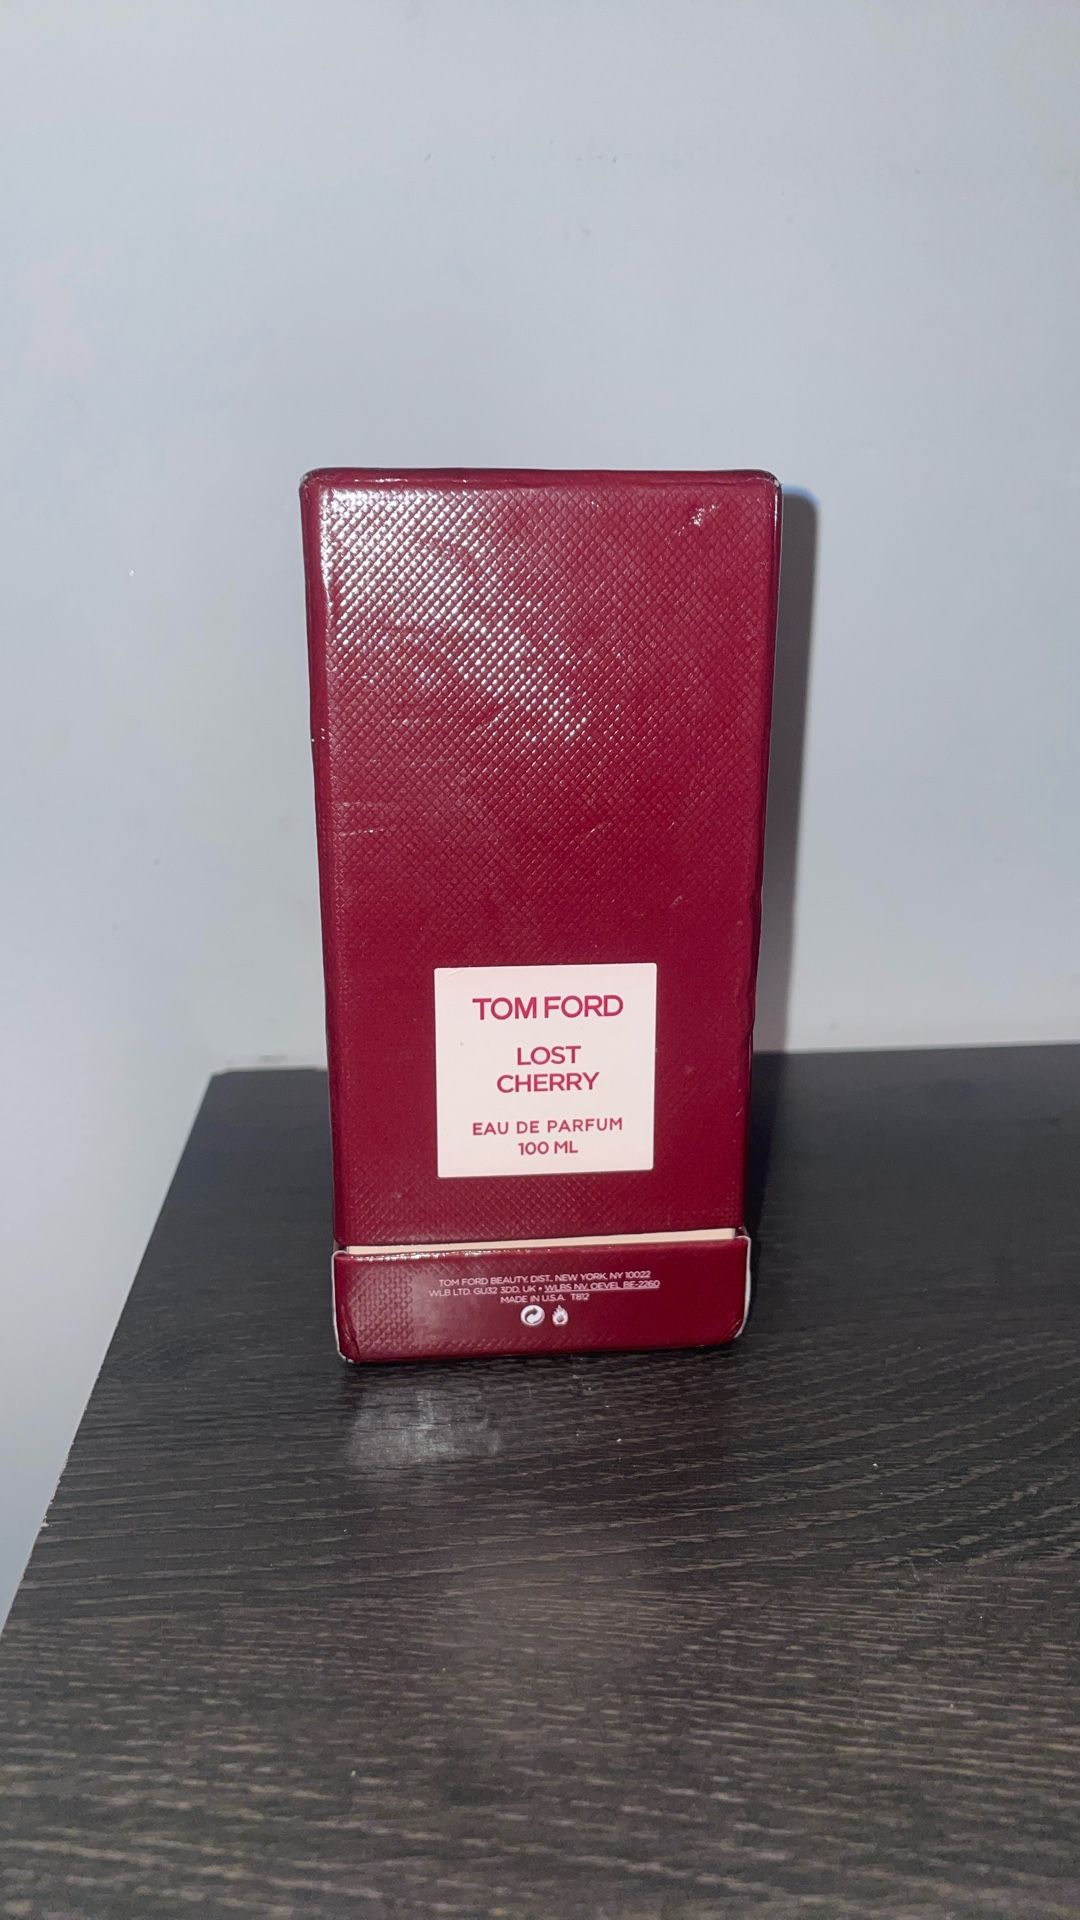 TOM FORD
LOST
CHERRY
EAU DE PARFUM
100 ML
TOM FORD BEAUTY, DIST., NEW YORK, NY 10022
WLB LTD. GU32 3DD, UK • WLBS NV, OEVEL BE-2260
MADE IN U.S.A. T812